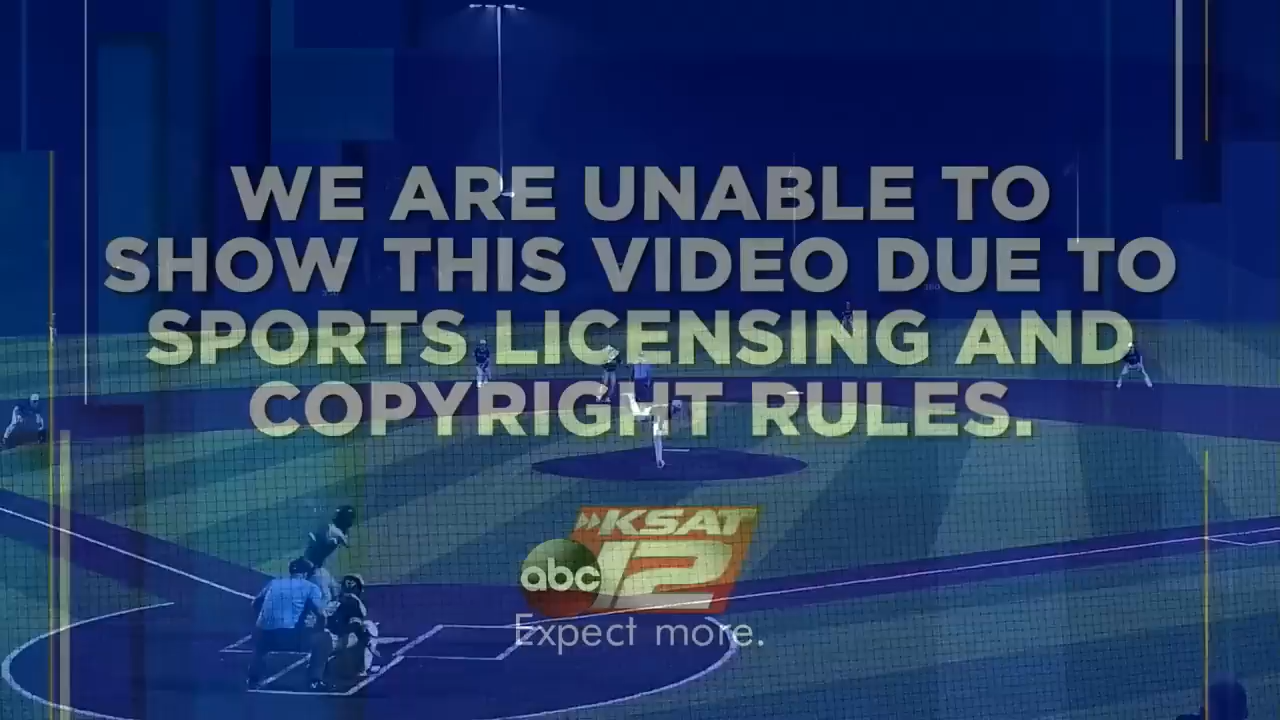 WE ARE UNABLE TO
SHOW THIS VIDEO DUE TO
SPORTS LICENSING AND
COPYRIGHT RULES.
KSAT
abc 12
Expect more.